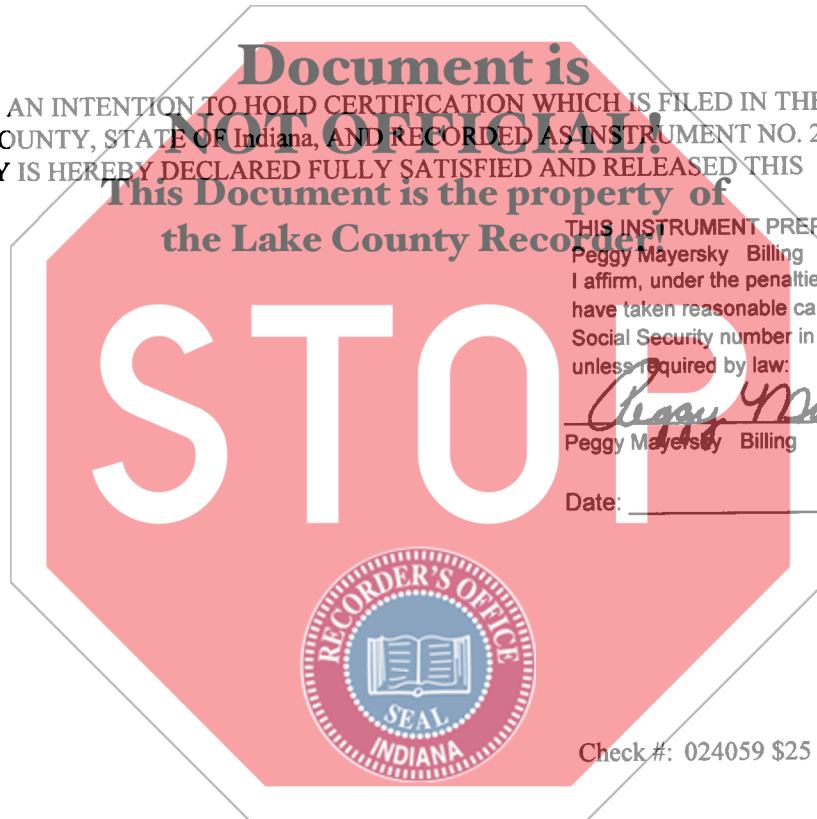 Document is
AN INTENTION TO HOLD CERTIFICATION WHICH IS FILED IN THE
NOT OFFICIAL!
OUNTY, STATE OF Indiana, AND RECORDED AS INSTRUMENT NO. 2
Y IS HEREBY DECLARED FULLY SATISFIED AND RELEASED THIS
This Document is the property of
the Lake County Recorder!
THIS INSTRUMENT PREP
Peggy Mayersky Billing
I affirm, under the penaltie
have taken reasonable ca
Social Security number in
unless required by law:
Peggy
Peggy Mayersky Billing
Date:
STOP
RECORDER'S OFFICE
SEAL
INDIANA
Check #: 024059 $25